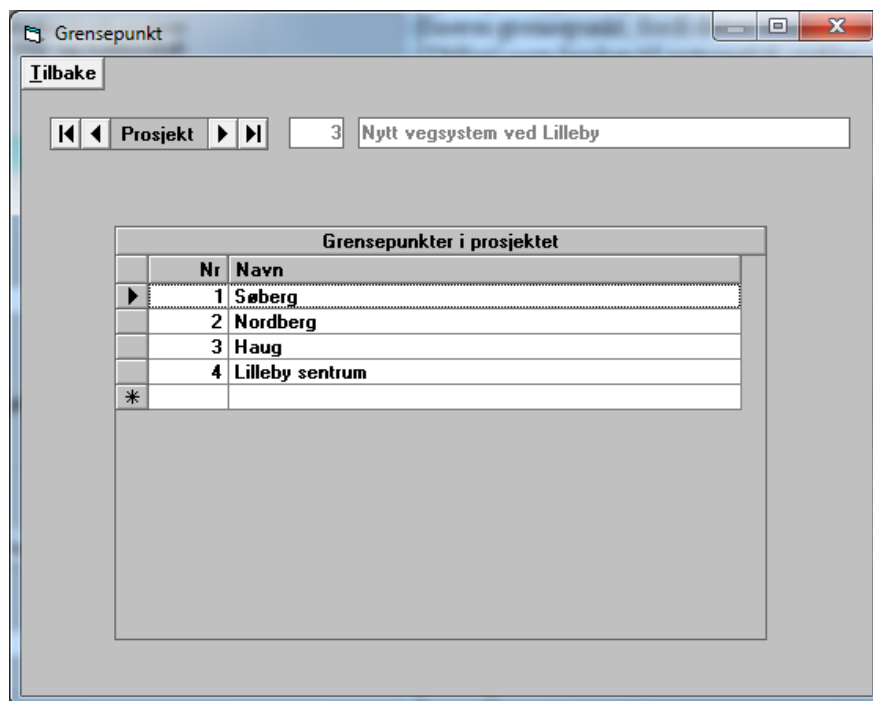 Grensepunkt
Tilbake
Prosjekt 3 Nytt vegsystem ved Lilleby
Grensepunkter i prosjektet
Nr Navn
1 Søberg
2 Nordberg
3 Haug
4 Lilleby sentrum